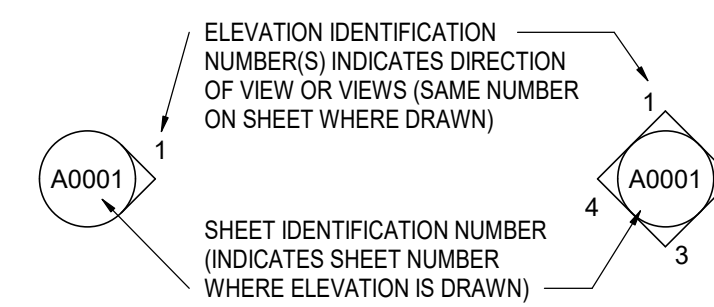 ELEVATION IDENTIFICATION
NUMBER(S) INDICATES DIRECTION
OF VIEW OR VIEWS (SAME NUMBER
ON SHEET WHERE DRAWN)
1
1
A0001
A0001
4
3
SHEET IDENTIFICATION NUMBER
(INDICATES SHEET NUMBER
WHERE ELEVATION IS DRAWN)